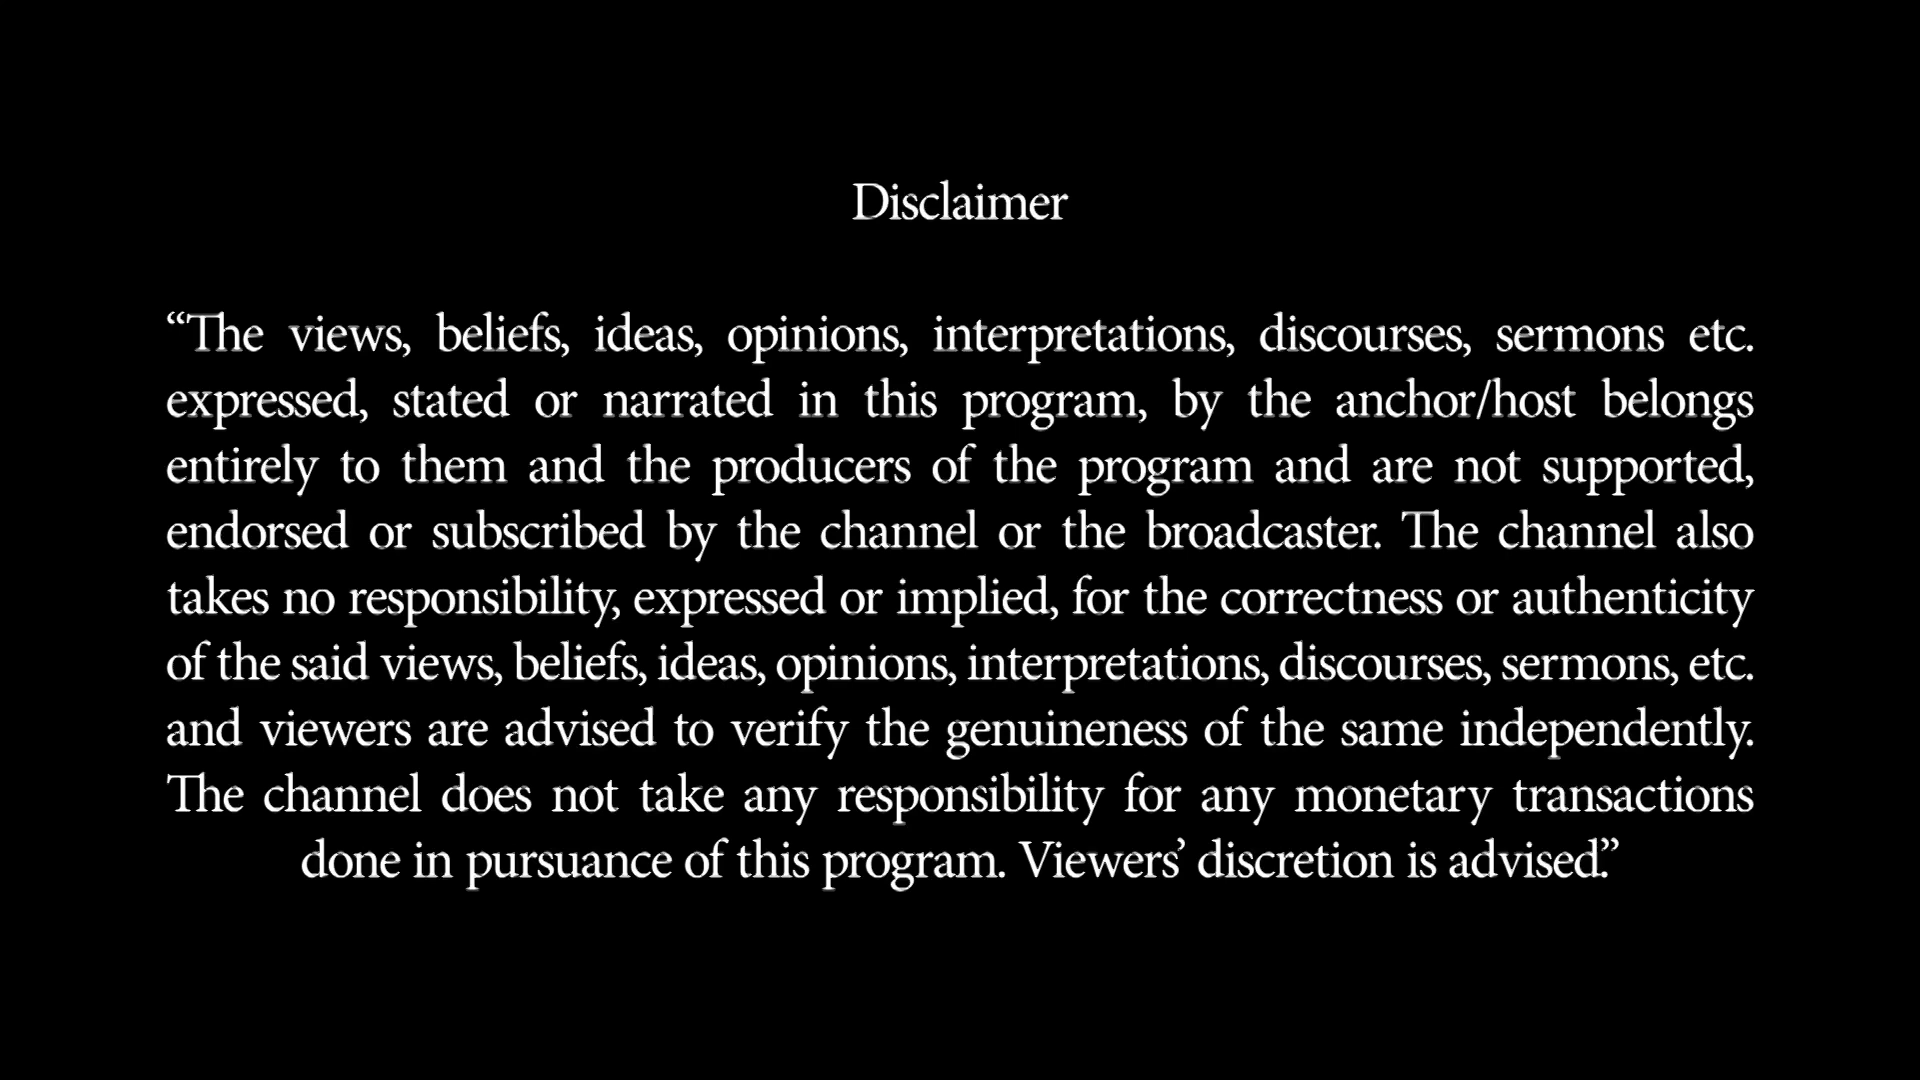 Disclaimer
“The views, beliefs, ideas, opinions, interpretations, discourses, sermons etc.
expressed, stated or narrated in this program, by the anchor/host belongs
entirely to them and the producers of the program and are not supported,
endorsed or subscribed by the channel or the broadcaster. The channel also
takes no responsibility, expressed or implied, for the correctness or authenticity
of the said views, beliefs, ideas, opinions, interpretations, discourses, sermons, etc.
and viewers are advised to verify the genuineness of the same independently.
The channel does not take any responsibility for any monetary transactions
done in pursuance of this program. Viewers’ discretion is advised.”